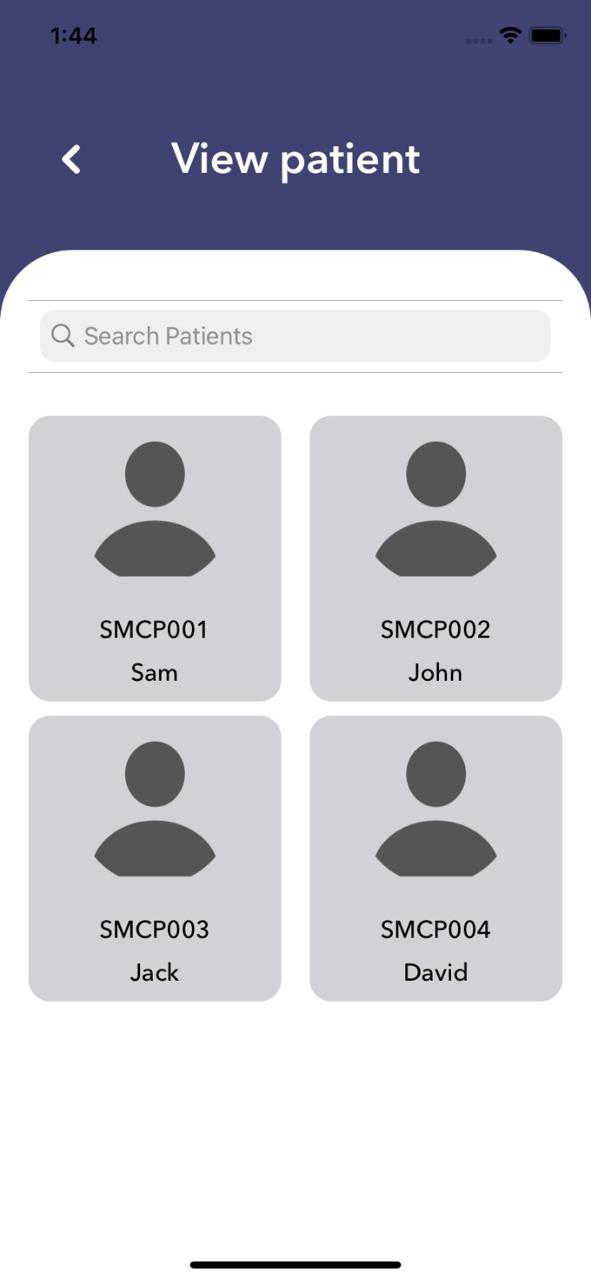 1:44
View patient
Search Patients
SMCP001
Sam
SMCP002
John
SMCP003
Jack
SMCP004
David